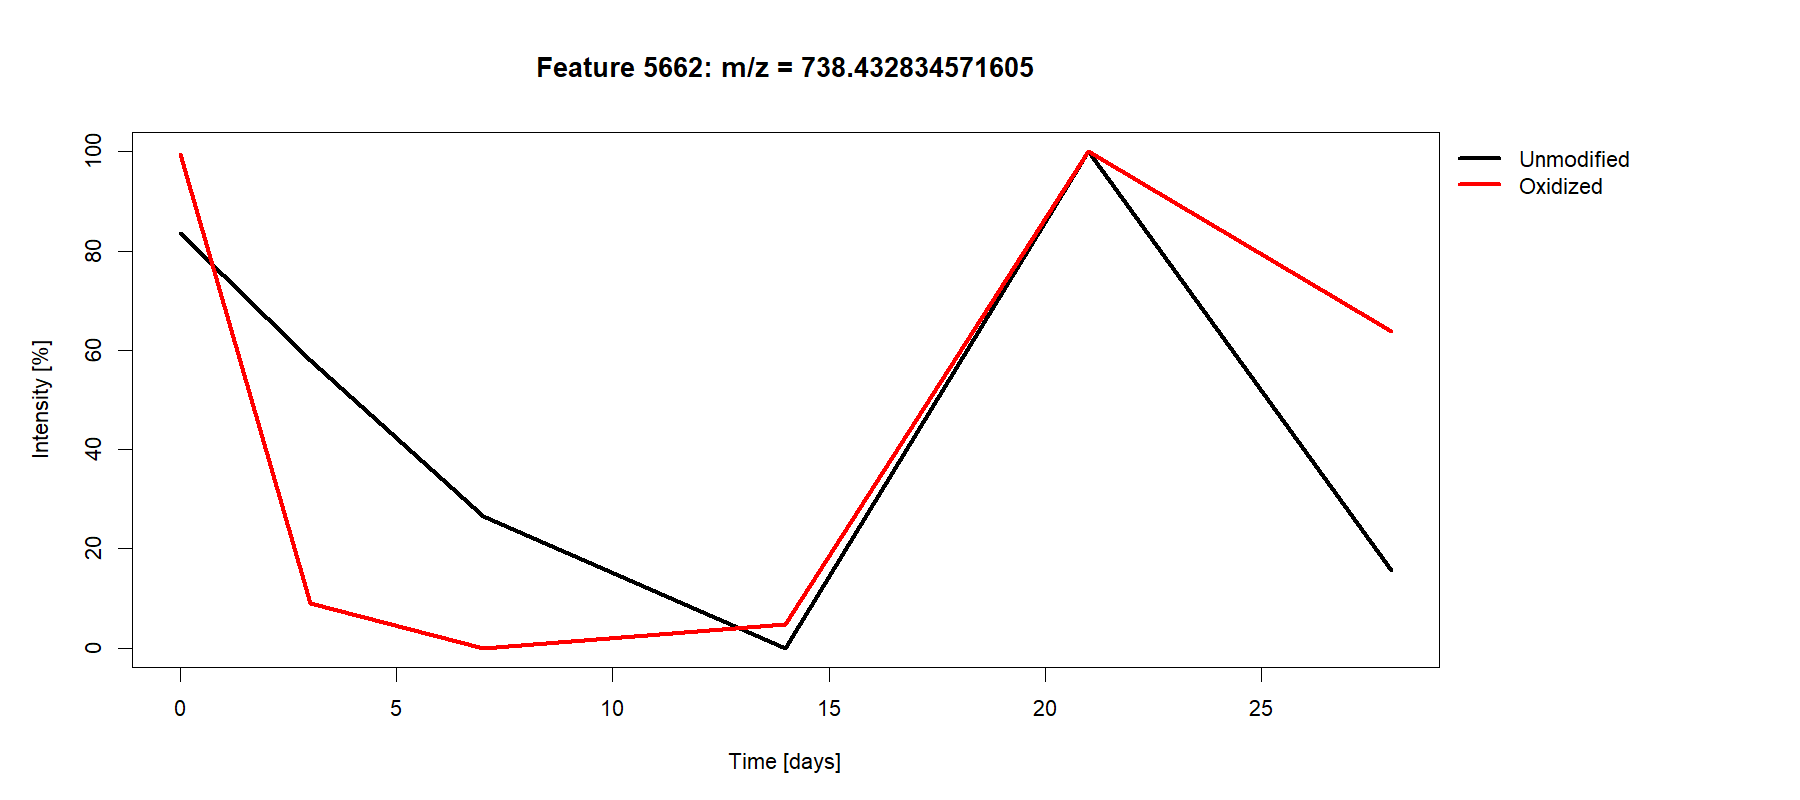 Feature 5662: m/z = 738.432834571605
Unmodified
Oxidized
Intensity [%]
100
80
60
40
20
0
0 5 10 15 20 25
Time [days]